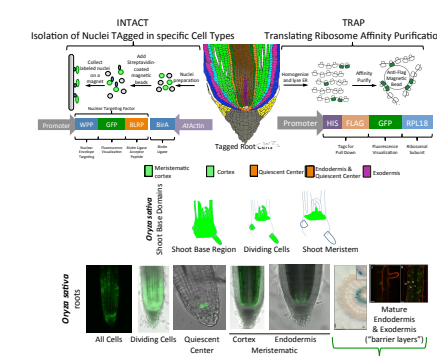 INTACT
Isolation of Nuclei TAgged in specific Cell Types
TRAP
Translating Ribosome Affinity Purificatio
Collect
labeled nuclei
on a
magnet
Add
Streptavidin-
coated
magnetic
beads
Nuclei
preparation
Homogenize
and lyse ER
Affinity
Purify
Anti-Flag
Magnetic
Bead
Nuclear Targeting Factor
Promoter
WPP
GFP
BLRP
BirA
AtActin
Promoter
HIS
FLAG
GFP
RPL18
Nuclear
Envelope
Targeting
Fluorescence
Visualization
Biotin Ligase
Acceptor
Peptide
Biotin
Ligase
Tagged Root
Tags for
Pull Down
Fluorescence
Visualization
Ribosomal
Subunit
Meristematic
cortex
Cortex
Quiescent Center
Endodermis &
Quiescent Center
Exodermis
Oryza sativa
Shoot Base Domains
Shoot Base Region
Dividing Cells
Shoot Meristem
Oryza sativa
roots
All Cells
Dividing Cells
Quiescent
Center
Cortex
Endodermis
Meristematic
Mature
Endodermis
& Exodermis
("barrier layers")